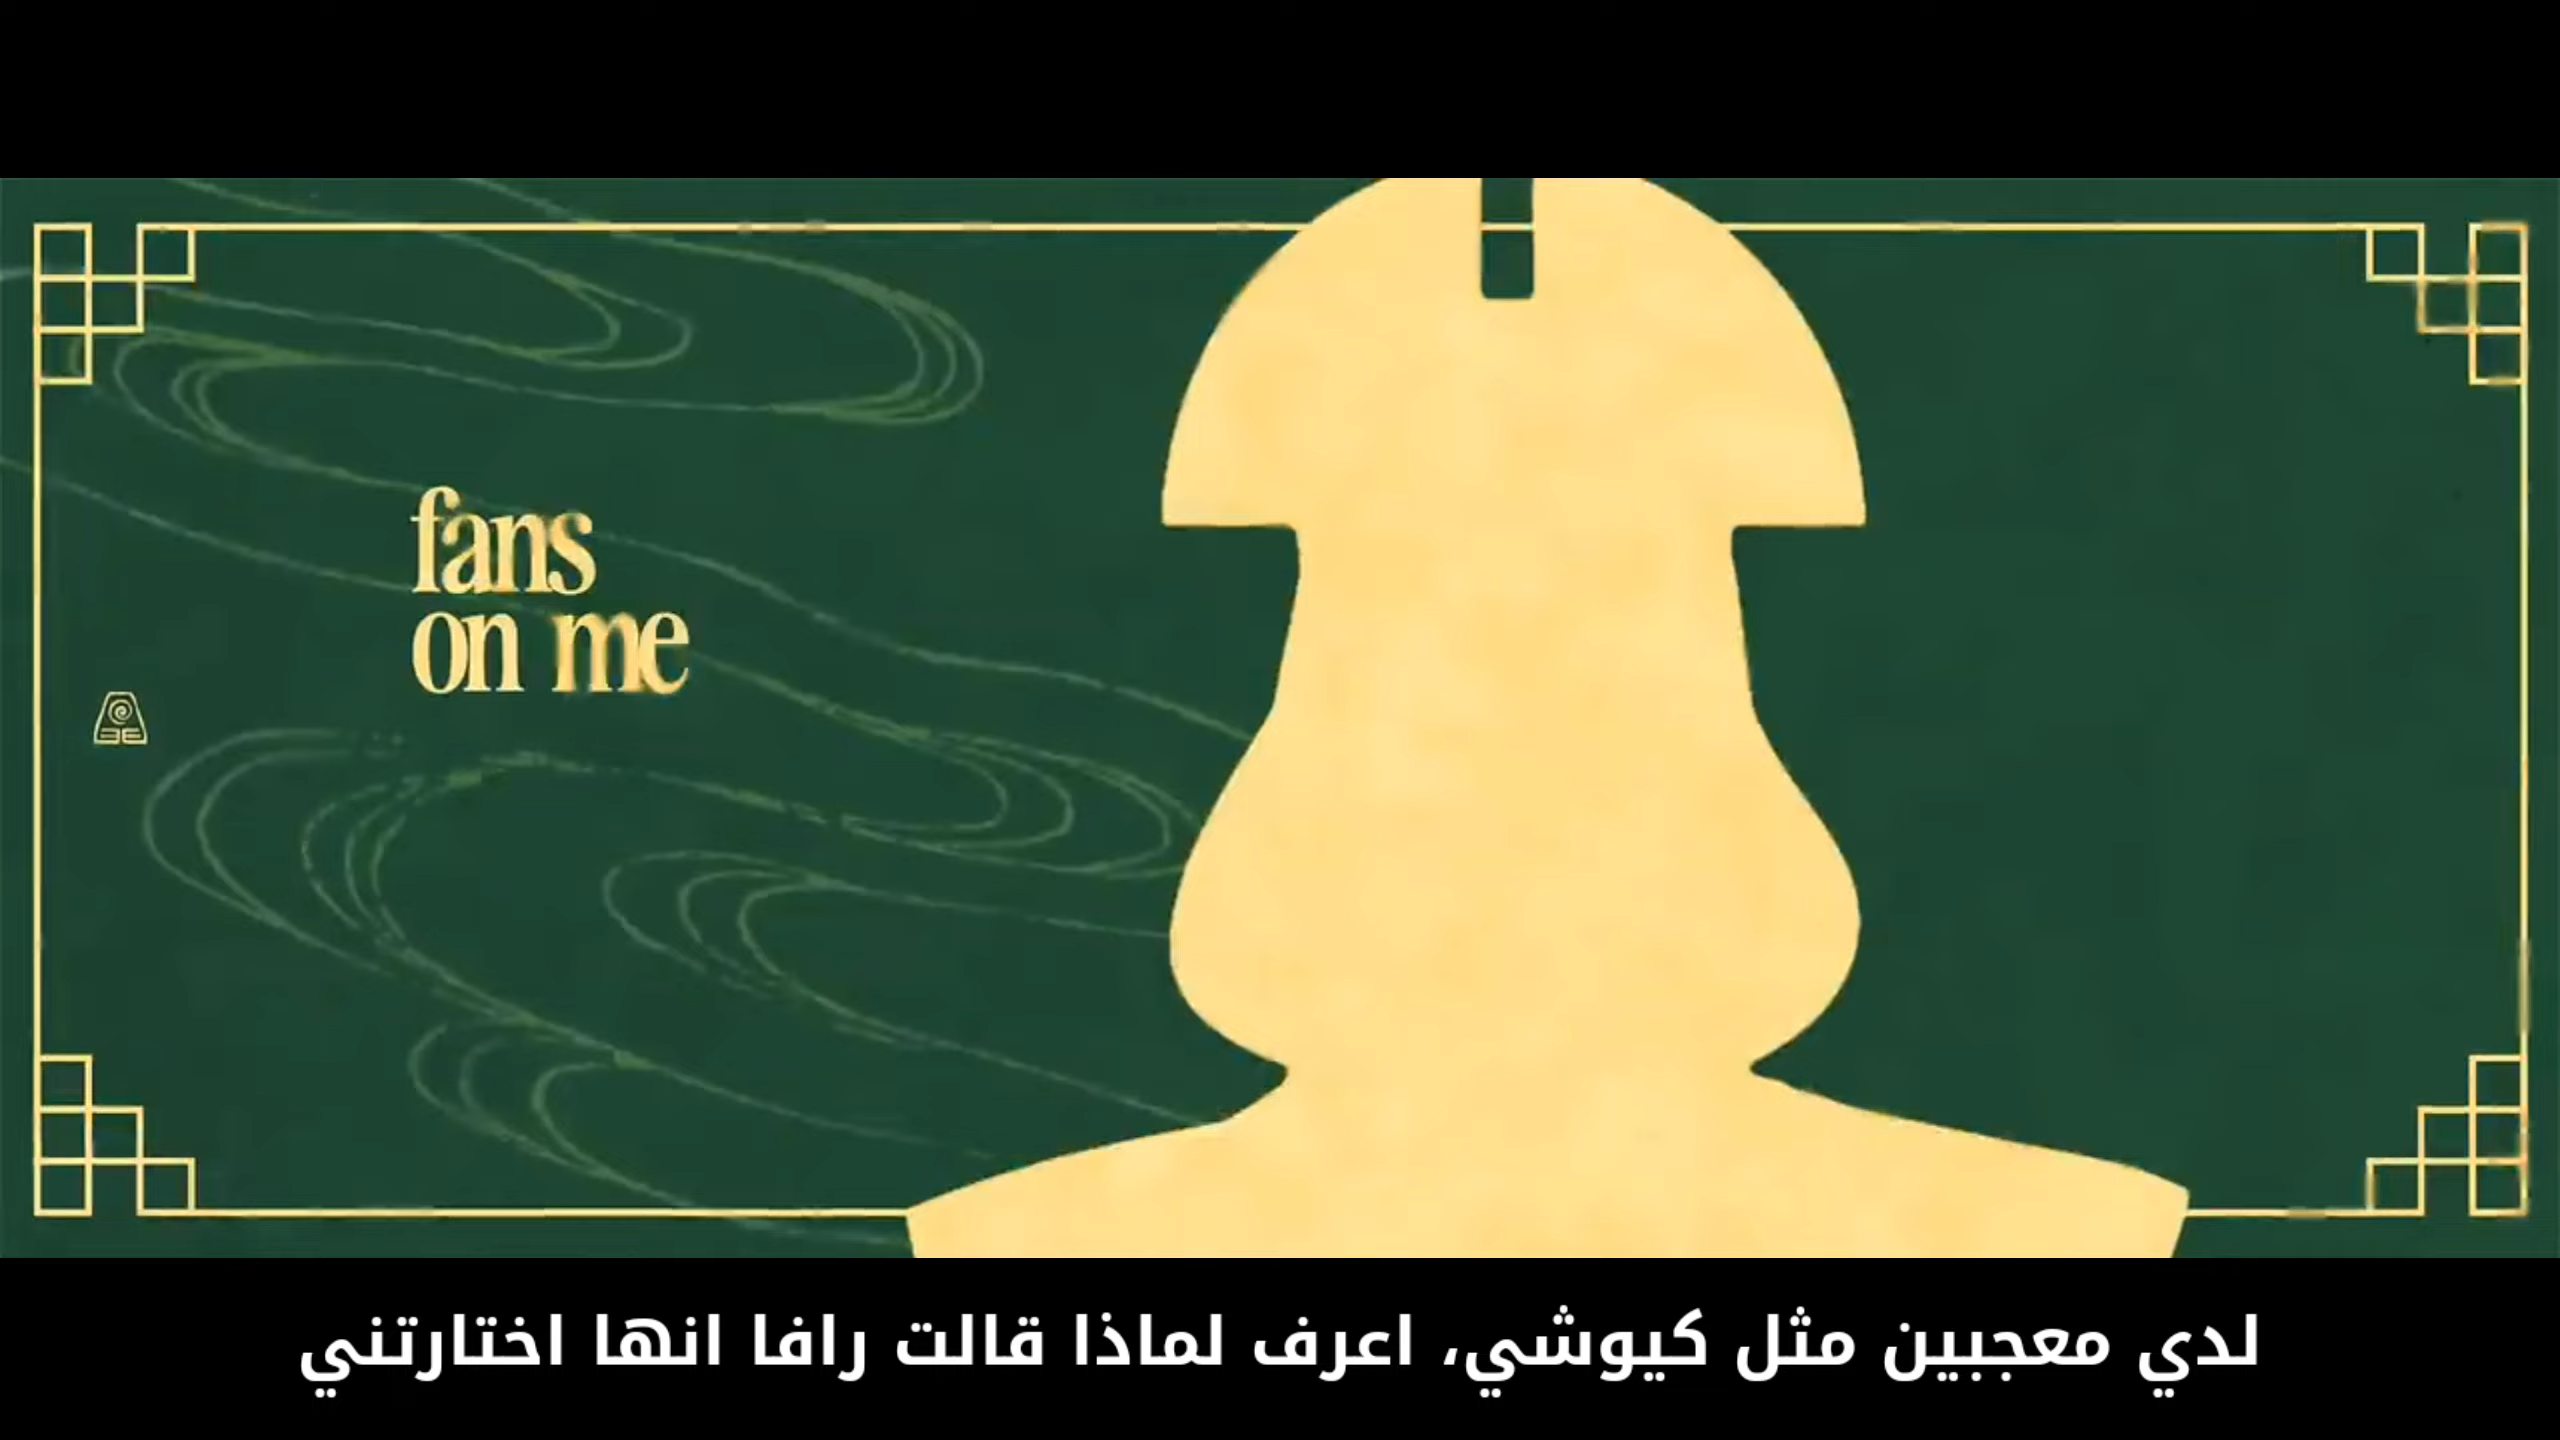 fans
on me
لدي معجبين مثل كيوشي، اعرف لماذا قالت رافا انها اختارتني